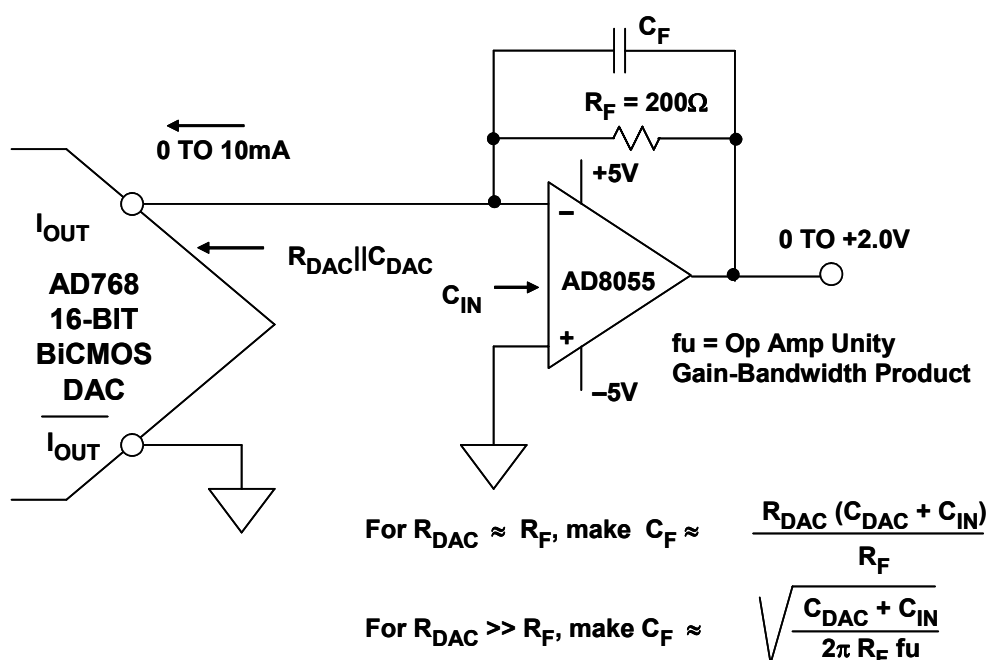 C_F
R_F = 200Ω
0 TO 10mA
+5V
–
I_OUT
R_DAC||C_DAC
0 TO +2.0V
AD768
16-BIT
BiCMOS
DAC
C_IN
AD8055
+
fu = Op Amp Unity
Gain-Bandwidth Product
–5V
I_OUT
For R_DAC ≈ R_F, make C_F ≈ R_DAC (C_DAC + C_IN) / R_F
For R_DAC >> R_F, make C_F ≈ √ C_DAC + C_IN / 2π R_F fu